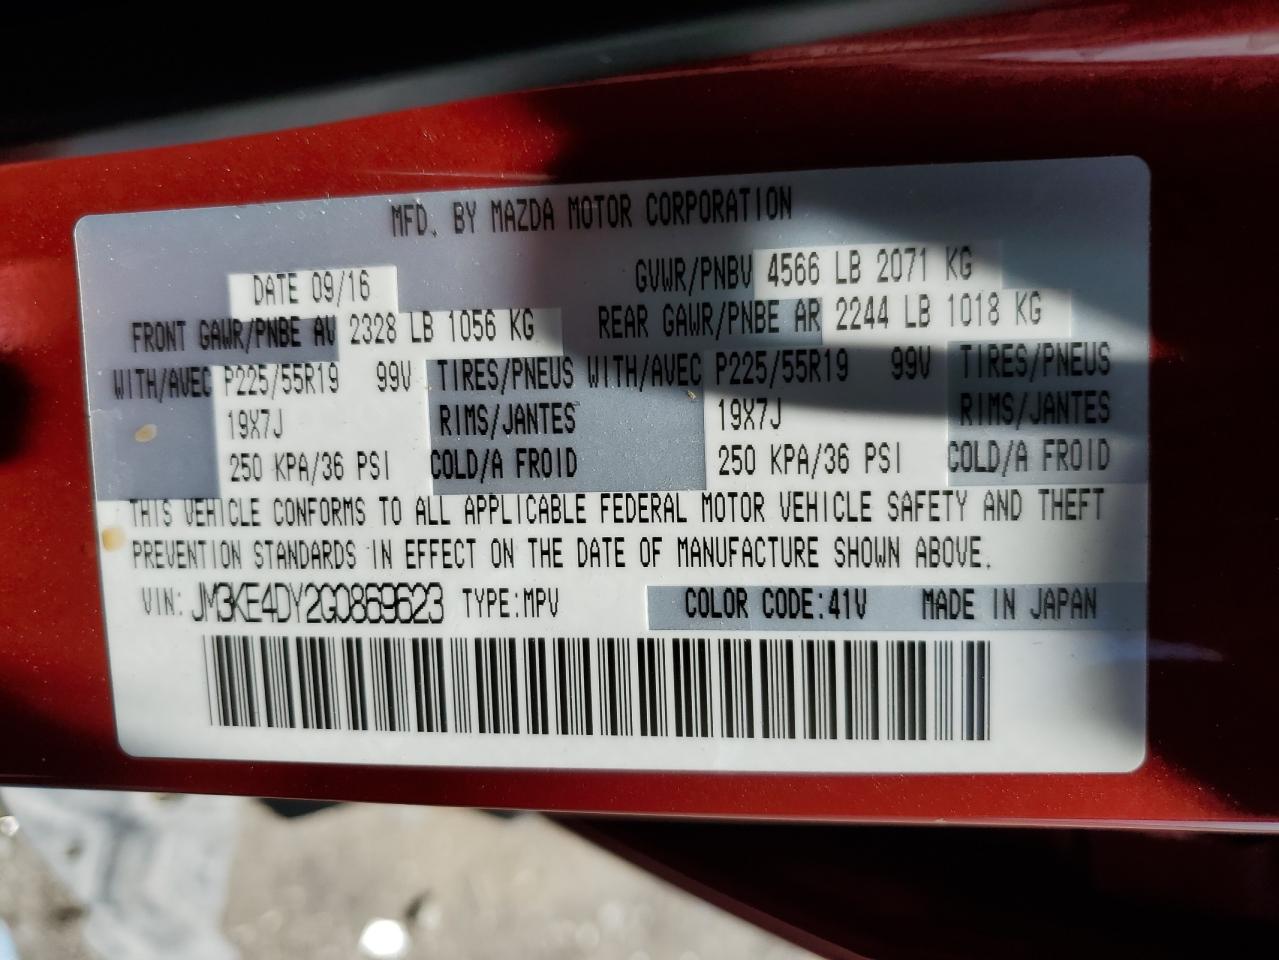 MFD. BY MAZDA MOTOR CORPORATION
DATE 09/16 GVWR/PNBV 4566 LB 2071 KG
FRONT GAWR/PNBE AV 2328 LB 1056 KG REAR GAWR/PNBE AR 2244 LB 1018 KG
WITH/AVEC P225/55R19 99V TIRES/PNEUS WITH/AVEC P225/55R19 99V TIRES/PNEUS
19X7J RIMS/JANTES 19X7J RIMS/JANTES
250 KPA/36 PSI COLD/A FROID 250 KPA/36 PSI COLD/A FROID
THIS VEHICLE CONFORMS TO ALL APPLICABLE FEDERAL MOTOR VEHICLE SAFETY AND THEFT
PREVENTION STANDARDS IN EFFECT ON THE DATE OF MANUFACTURE SHOWN ABOVE.
VIN: JM3KE4DY2G0869623 TYPE:MPV COLOR CODE:41V MADE IN JAPAN